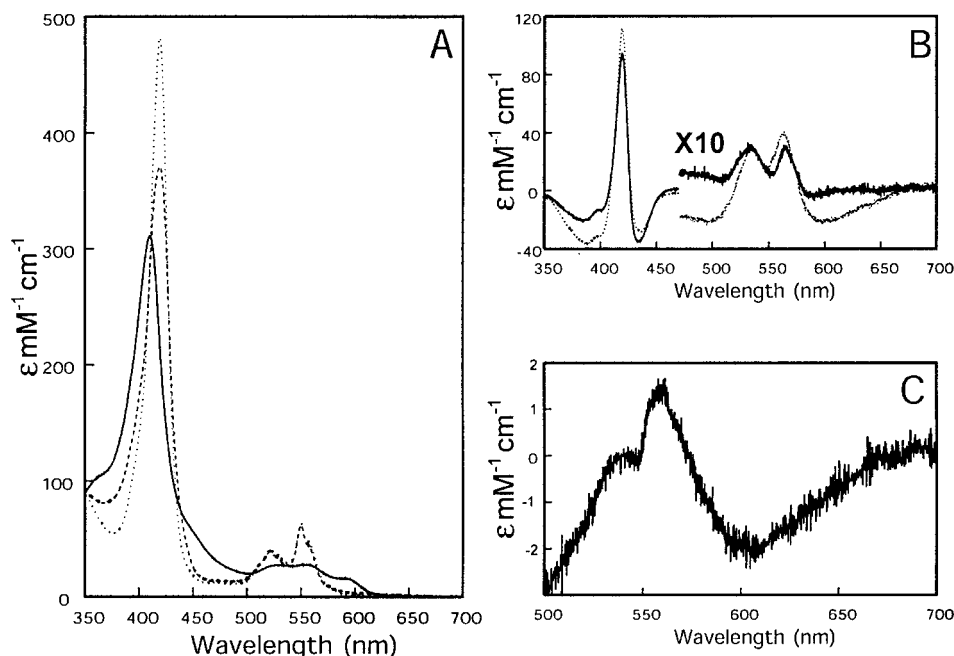 A
500
400
300
200
100
0
350 400 450 500 550 600 650 700
Wavelength (nm)
ε mM⁻¹ cm⁻¹
B
120
80
40
0
-40
X10
350 400 450 500 550 600 650 700
Wavelength (nm)
ε mM⁻¹ cm⁻¹
C
2
1
0
-1
-2
500 550 600 650 700
Wavelength (nm)
ε mM⁻¹ cm⁻¹